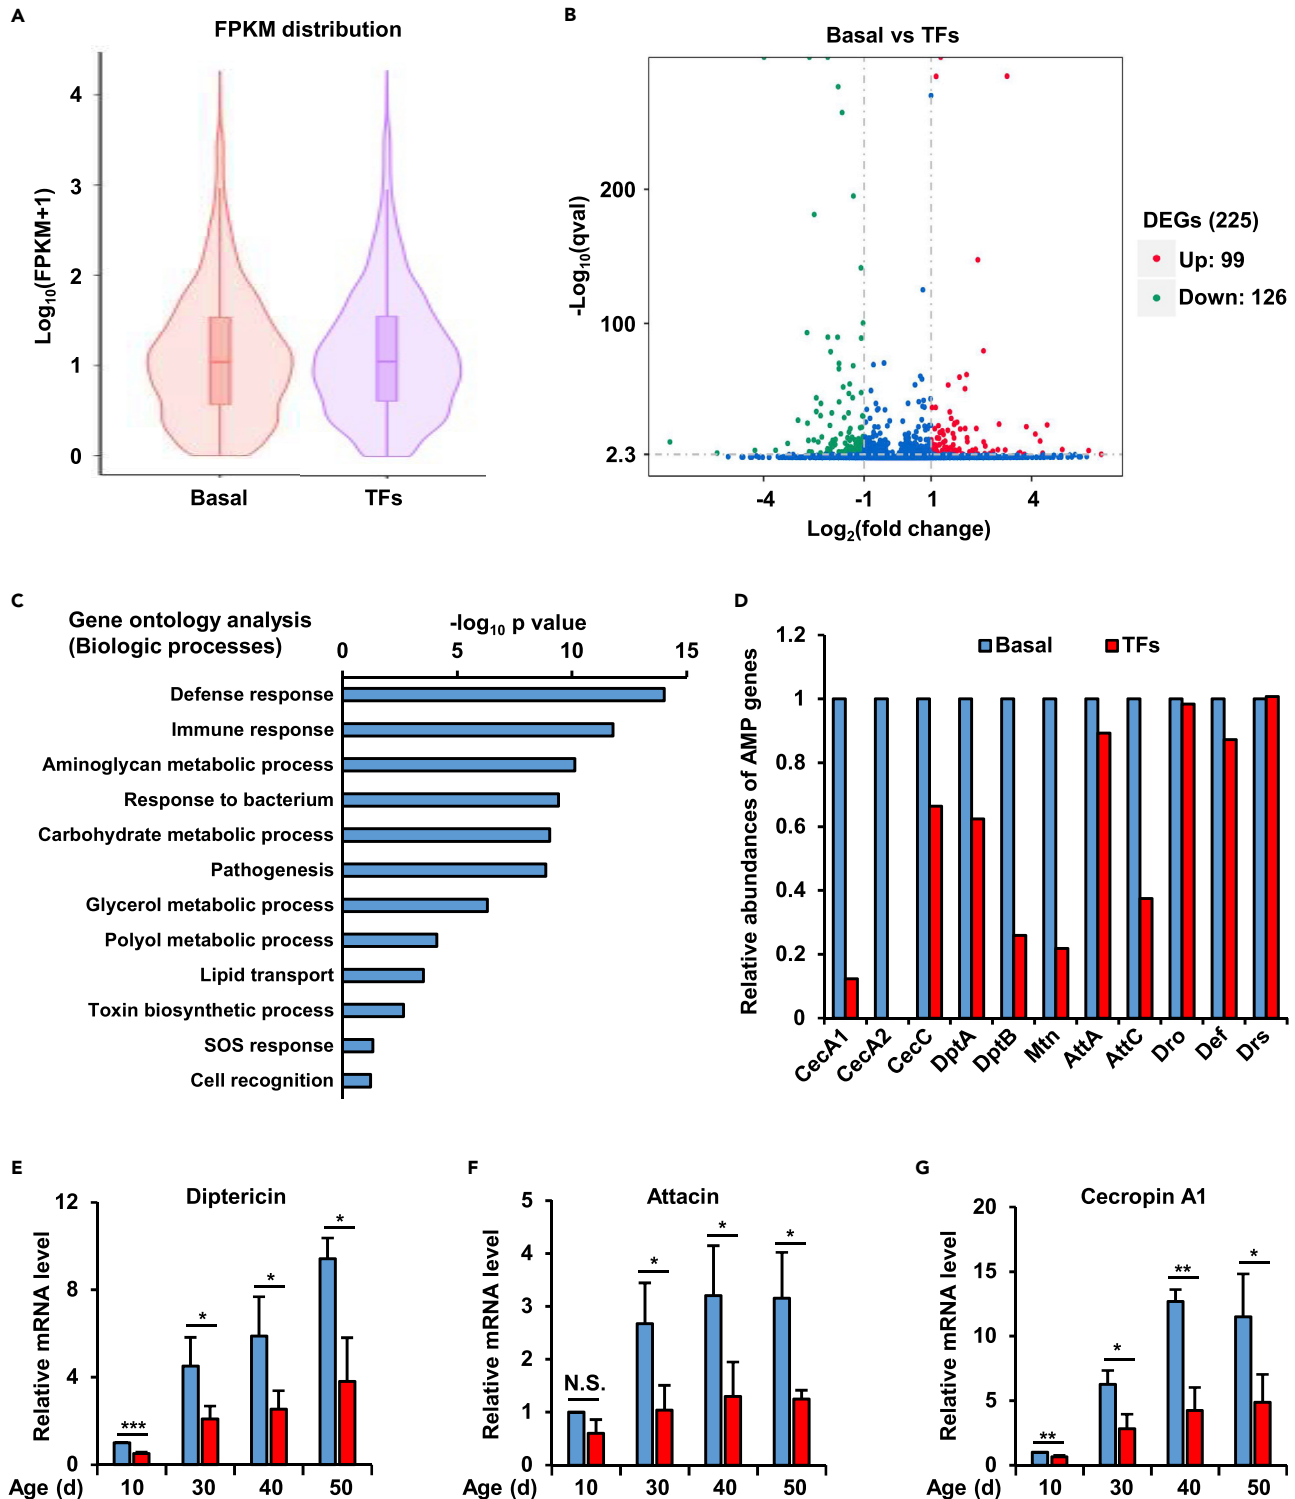 A
FPKM distribution
Log10(FPKM+1)
4
3
2
1
0
Basal
TFs
B
Basal vs TFs
-Log10(qval)
200
100
2.3
-4
-1
1
4
Log2(fold change)
DEGs (225)
Up: 99
Down: 126
C
Gene ontology analysis
(Biologic processes)
-log10 p value
0
5
10
15
Defense response
Immune response
Aminoglycan metabolic process
Response to bacterium
Carbohydrate metabolic process
Pathogenesis
Glycerol metabolic process
Polyol metabolic process
Lipid transport
Toxin biosynthetic process
SOS response
Cell recognition
D
Relative abundances of AMP genes
1.2
1
0.8
0.6
0.4
0.2
0
Basal
TFs
CecA1
CecA2
CecC
DptA
DptB
Mtn
AttA
AttC
Dro
Def
Drs
E
Diptericin
Relative mRNA level
12
8
4
0
***
*
*
*
Age (d)
10
30
40
50
F
Attacin
Relative mRNA level
5
4
3
2
1
0
N.S.
*
*
*
Age (d)
10
30
40
50
G
Cecropin A1
Relative mRNA level
20
15
10
5
0
**
*
**
*
Age (d)
10
30
40
50